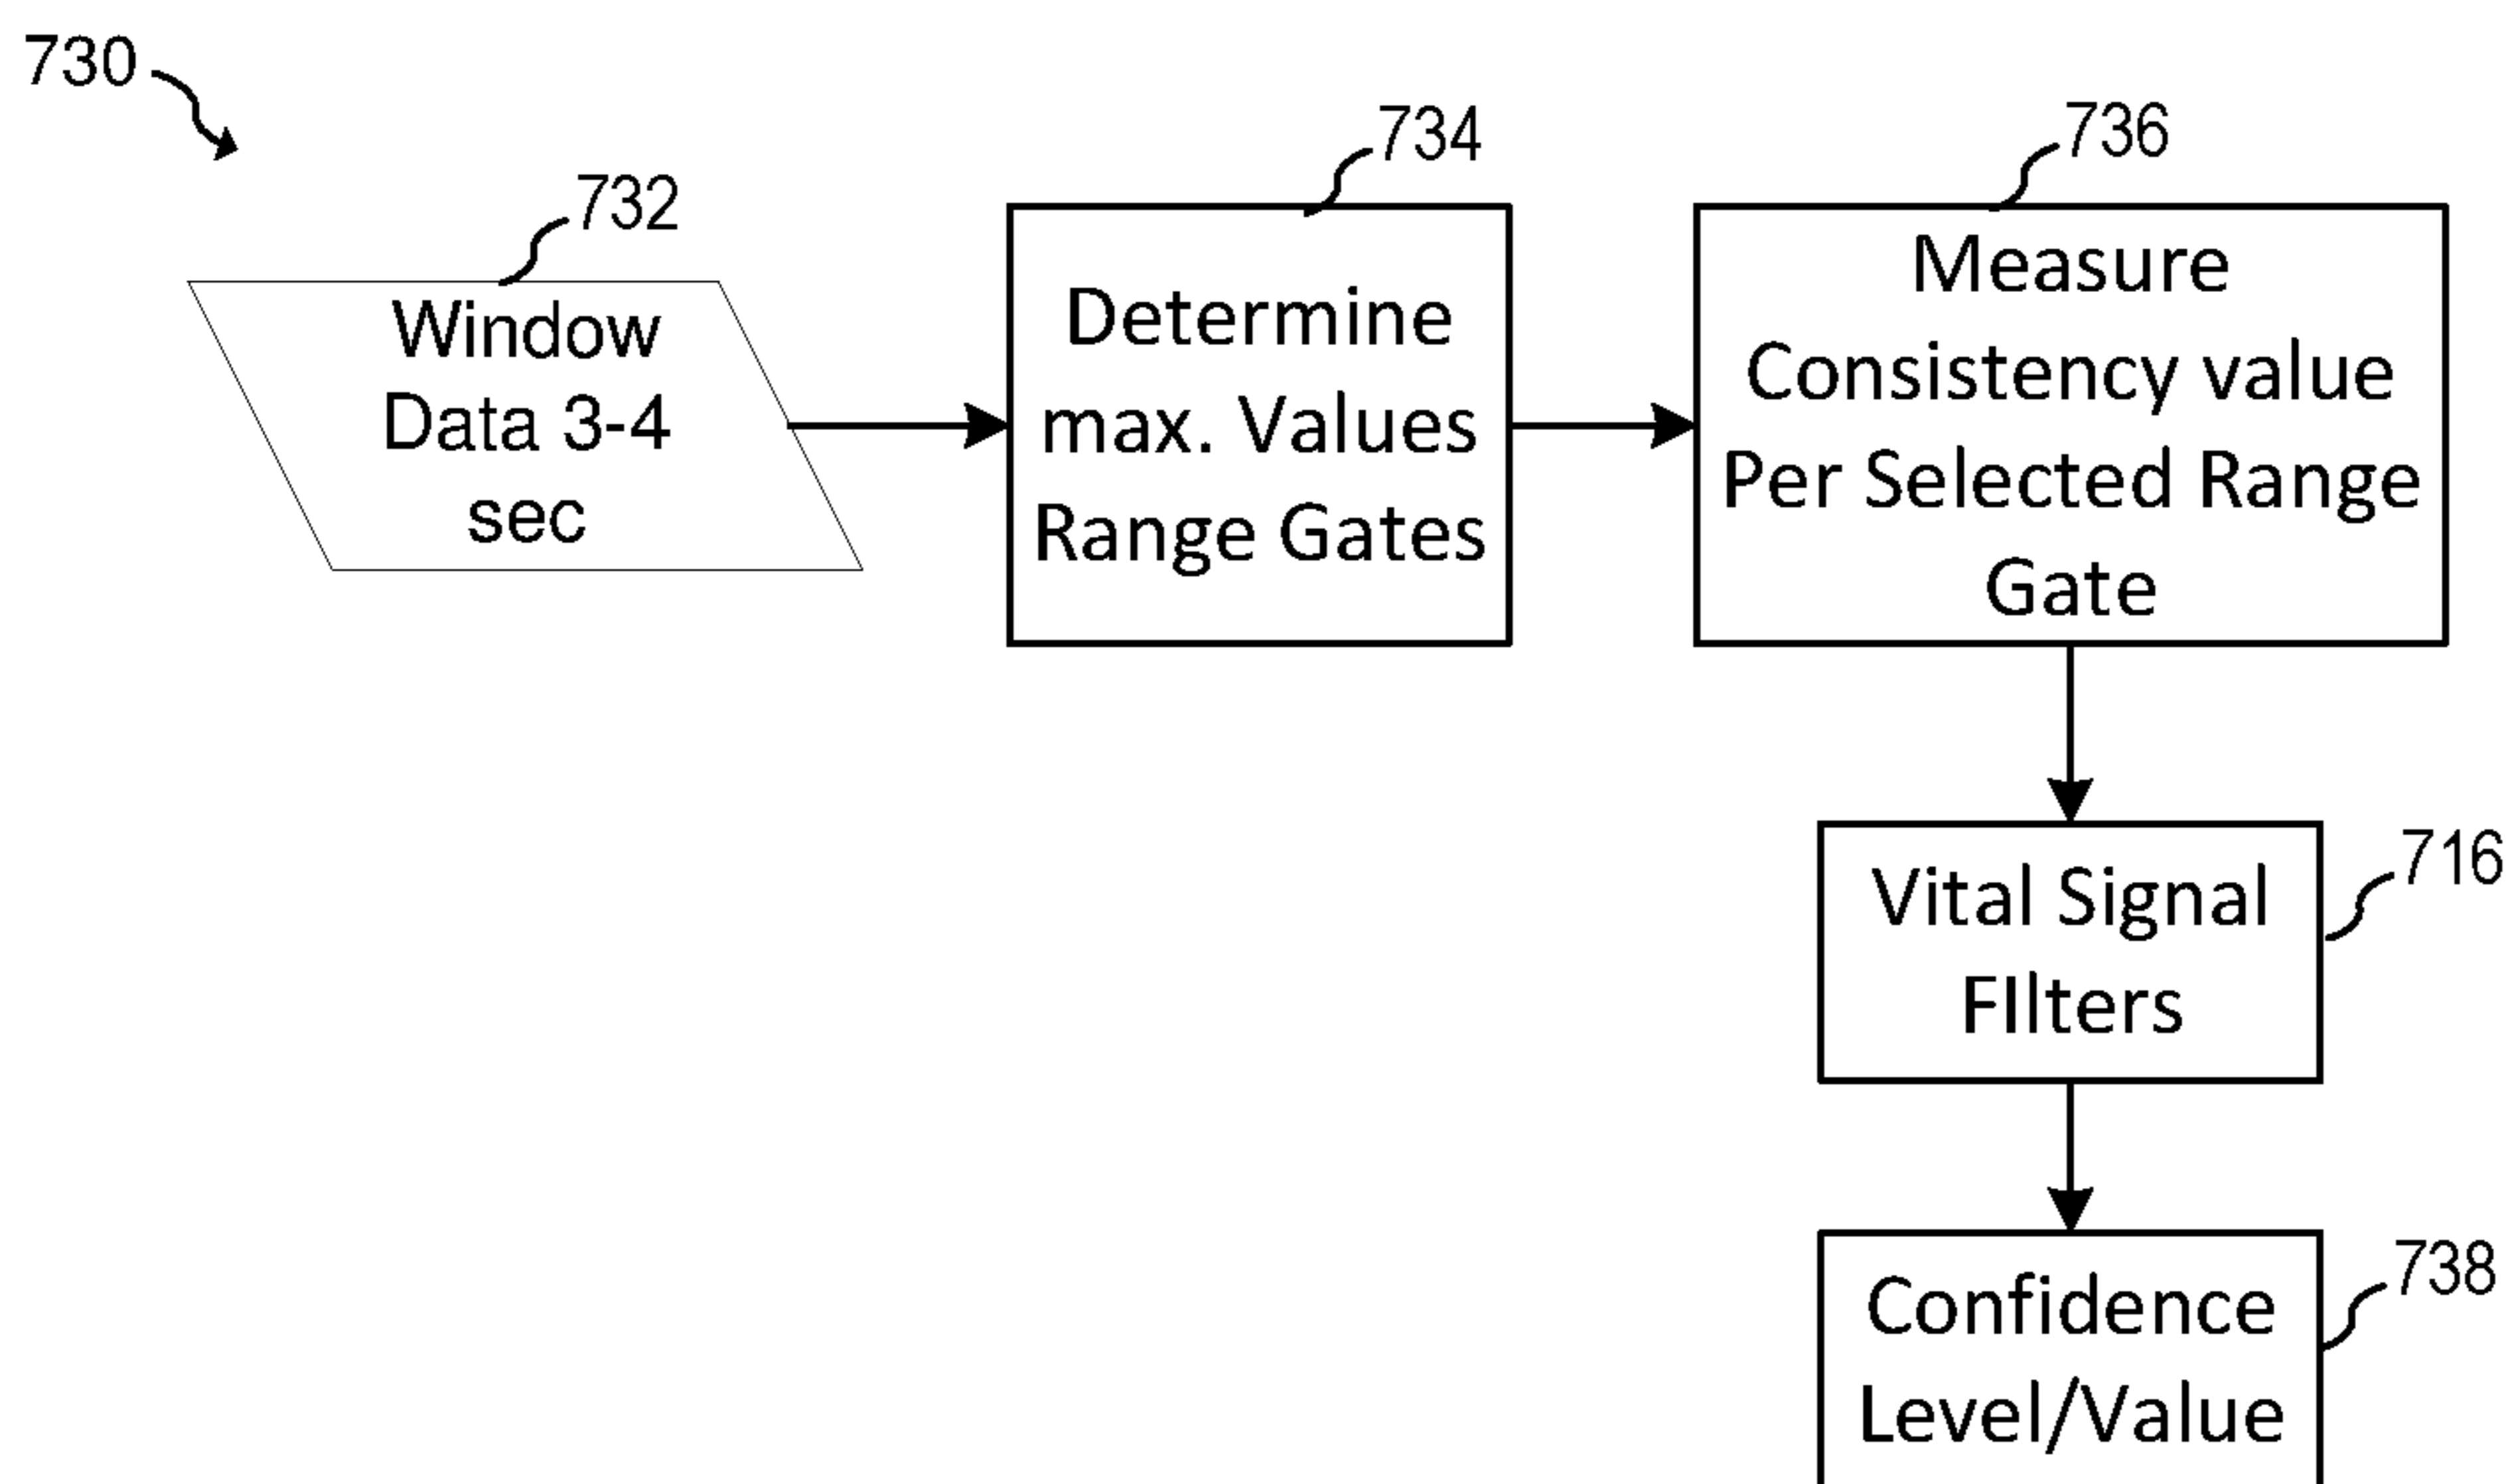 730
732
Window
Data 3-4
sec
734
Determine
max. Values
Range Gates
736
Measure
Consistency value
Per Selected Range
Gate
716
Vital Signal
FIlters
738
Confidence
Level/Value